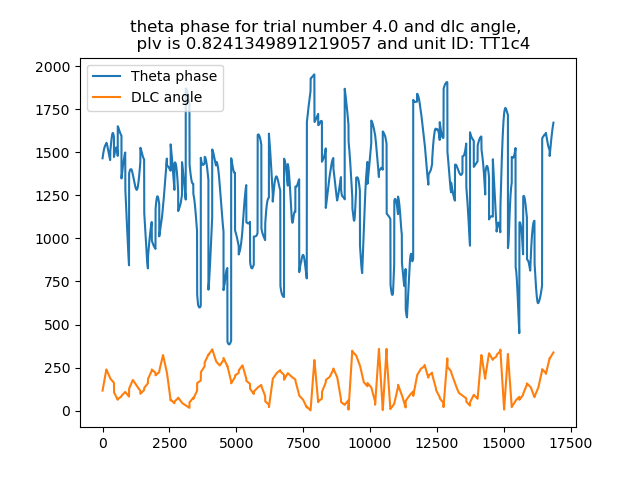 theta phase for trial number 4.0 and dlc angle,
plv is 0.8241349891219057 and unit ID: TT1c4
Theta phase
DLC angle
2000
1750
1500
1250
1000
750
500
250
0
0 2500 5000 7500 10000 12500 15000 17500